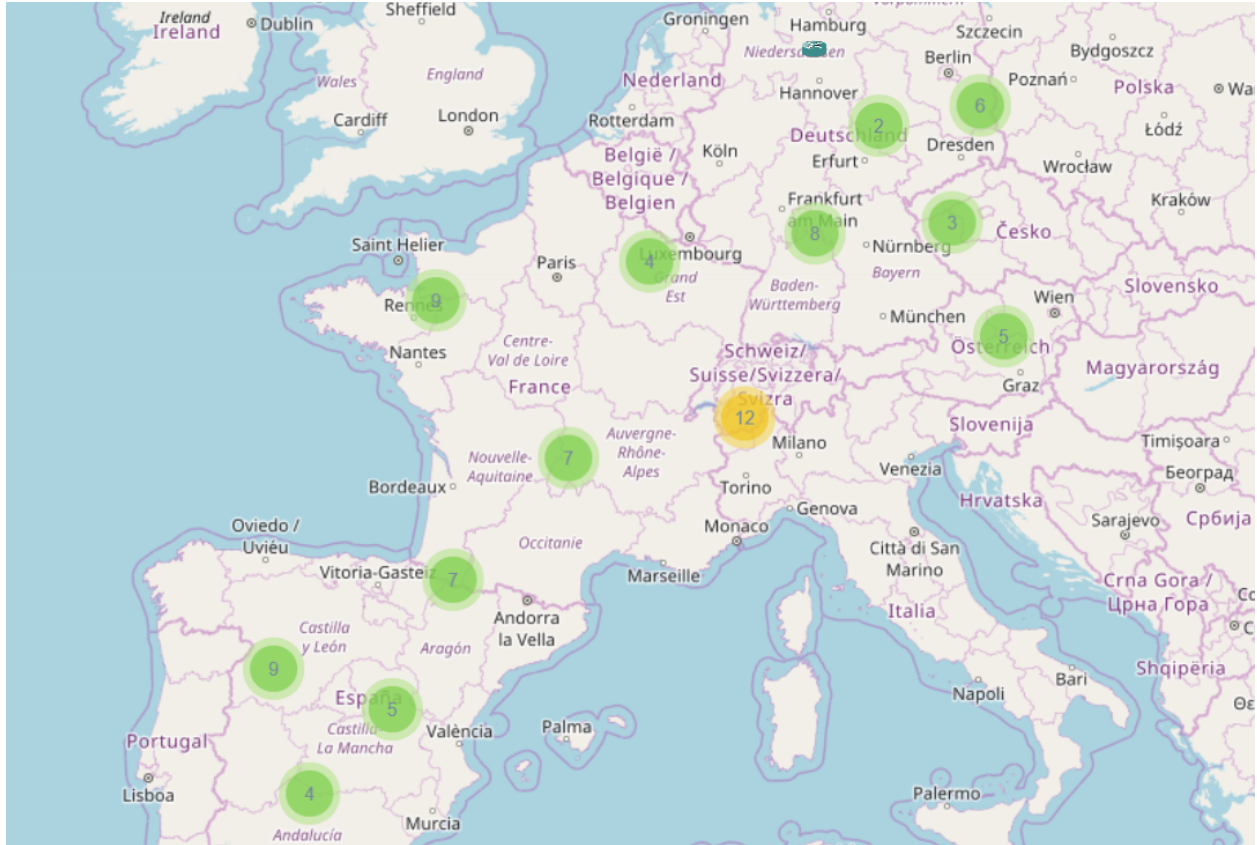 Sheffield
Ireland
Ireland
Dublin
Wales
England
Cardiff
London
Groningen
Hamburg
Vorpommern
Szczecin
Bydgoszcz
Niedersachsen
Berlin
Poznań
Polska
Nederland
Hannover
6
Rotterdam
2
Deutschland
Łódź
België /
Belgique /
Belgien
Köln
Erfurt
Dresden
Wrocław
Kraków
Frankfurt
am Main
8
3
Nürnberg
Česko
Saint Helier
Paris
4
Luxembourg
Grand
Est
Bayern
Baden-
Württemberg
Slovensko
9
Rennes
Wien
München
5
Österreich
Nantes
Centre-
Val de Loire
France
Schweiz/
Suisse/Svizzera/
Svizra
Magyarország
Graz
12
Milano
Slovenija
Timișoara
7
Auvergne-
Rhône-
Alpes
Nouvelle-
Aquitaine
Bordeaux
Torino
Venezia
Београд
Hrvatska
Genova
Sarajevo
Србија
Monaco
Oviedo /
Uviéu
Occitanie
Città di San
Marino
Vitoria-Gasteiz
7
Marseille
Andorra
la Vella
Crna Gora /
Црна Гора
Italia
Castilla
y León
Aragón
9
Shqipëria
Bari
Napoli
España
5
Castilla-
La Mancha
València
Palma
Portugal
Lisboa
4
Palermo
Murcia
Andalucía